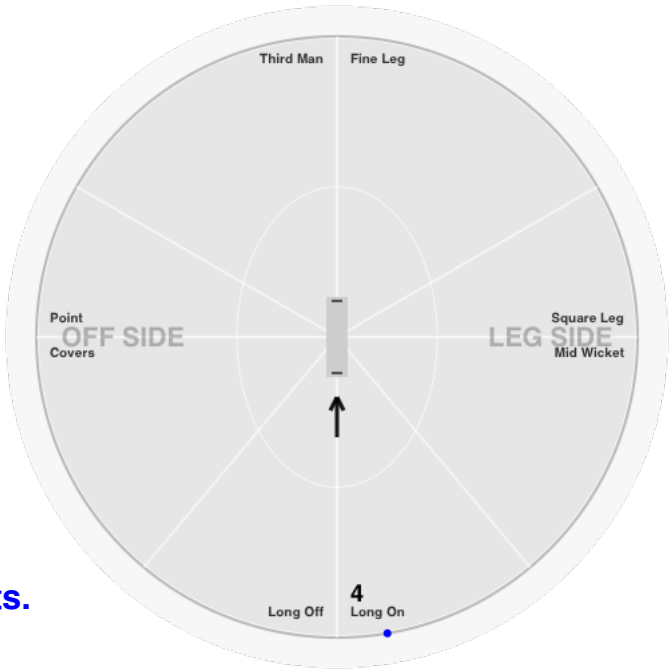 Third Man Fine Leg
Point Square Leg
OFF SIDE LEG SIDE
Covers Mid Wicket
4
Long Off Long On